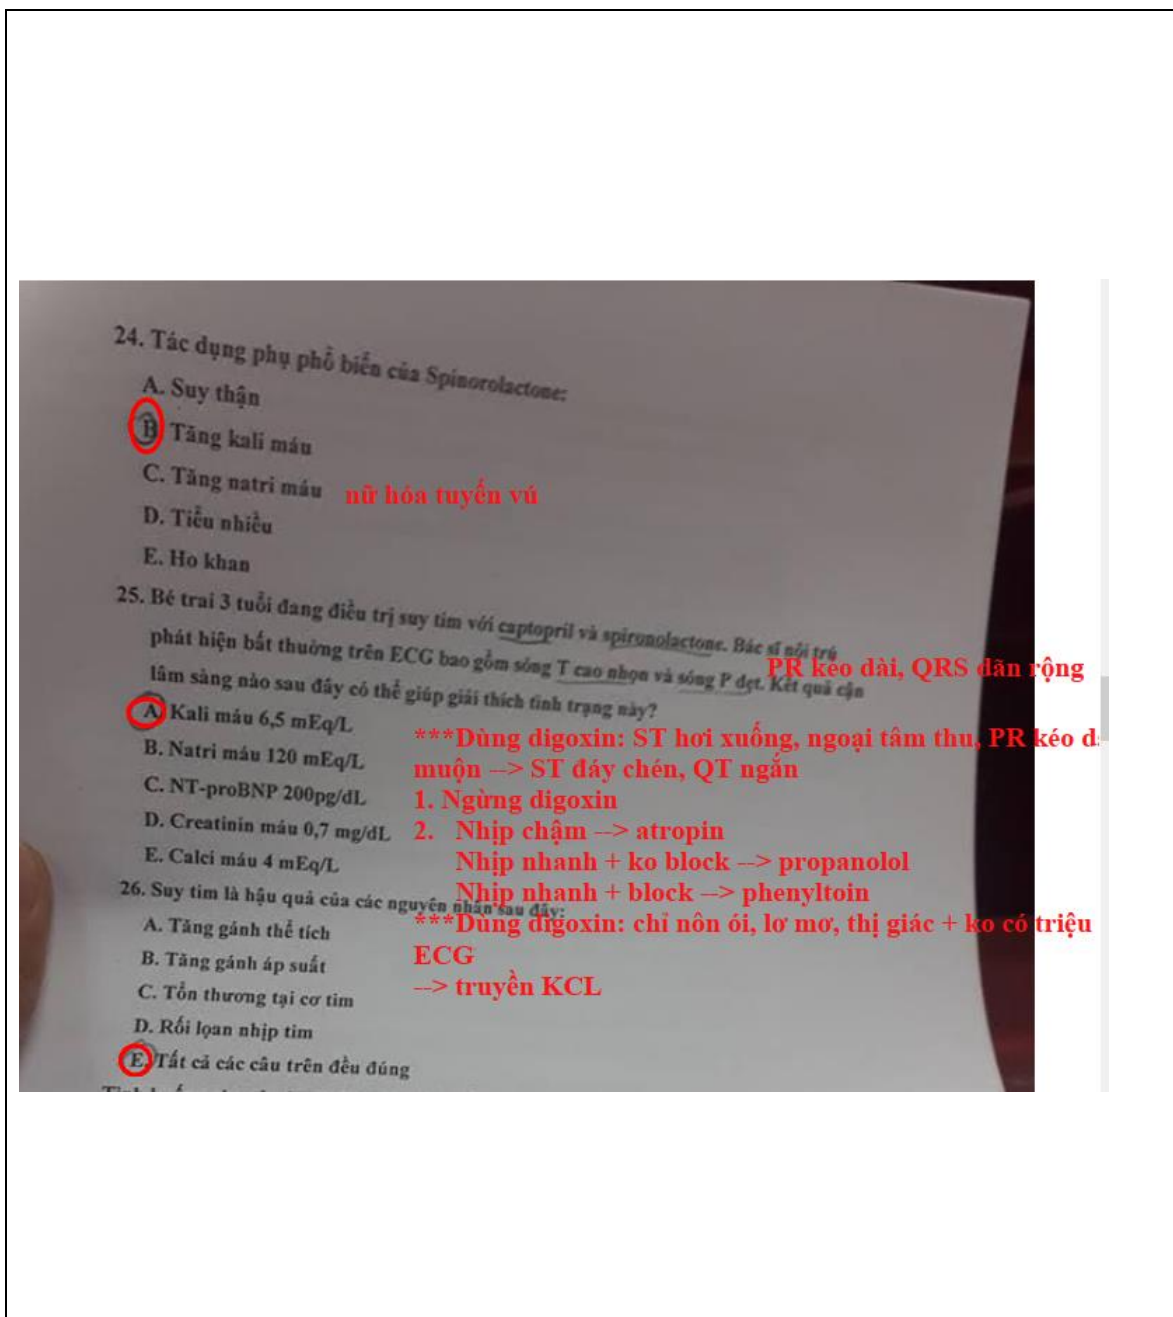 24. Tác dụng phụ phổ biến của Spinorolactone:
A. Suy thận
B Tăng kali máu
C. Tăng natri máu
nữ hóa tuyến vú
D. Tiểu nhiều
E. Ho khan
25. Bé trai 3 tuổi đang điều trị suy tim với captopril và spironolactone. Bác sĩ nội trú
phát hiện bất thường trên ECG bao gồm sóng T cao nhọn và sóng P dẹt. Kết quả cận
PR kéo dài, QRS dãn rộng
lâm sàng nào sau đây có thể giúp giải thích tình trạng này?
A. Kali máu 6,5 mEq/L
B. Natri máu 120 mEq/L
C. NT-proBNP 200pg/dL
D. Creatinin máu 0,7 mg/dL
E. Calci máu 4 mEq/L
***Dùng digoxin: ST hơi xuống, ngoại tâm thu, PR kéo
muộn --> ST đáy chén, QT ngắn
1. Ngừng digoxin
2. Nhịp chậm --> atropin
Nhịp nhanh + ko block --> propanolol
Nhịp nhanh + block --> phenyltoin
***Dùng digoxin: chỉ nôn ói, lơ mơ, thị giác + ko có triệu
ECG
--> truyền KCL
26. Suy tim là hậu quả của các nguyên nhân sau đây:
A. Tăng gánh thể tích
B. Tăng gánh áp suất
C. Tổn thương tại cơ tim
D. Rối lọan nhịp tim
E. Tất cả các câu trên đều đúng